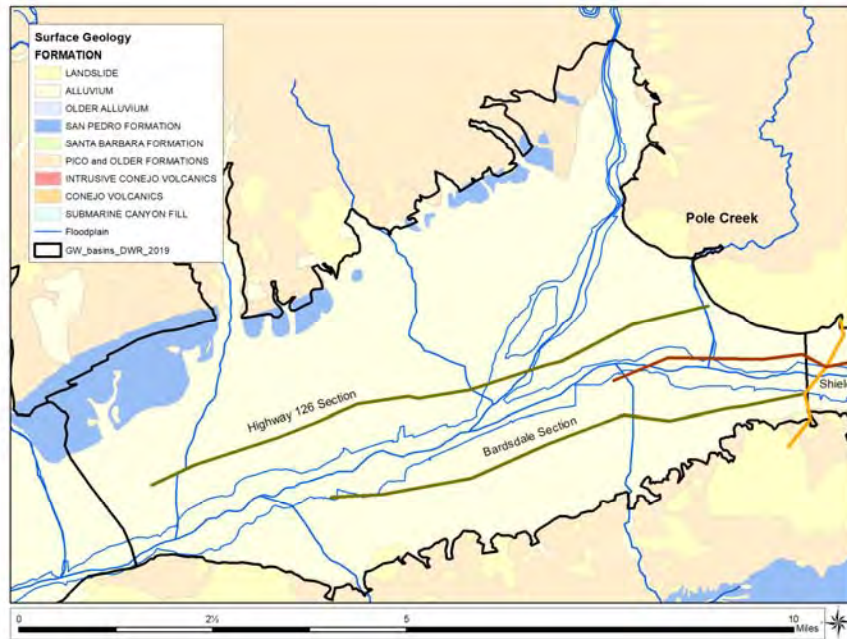 Surface Geology
FORMATION
LANDSLIDE
ALLUVIUM
OLDER ALLUVIUM
SAN PEDRO FORMATION
SANTA BARBARA FORMATION
PICO and OLDER FORMATIONS
INTRUSIVE CONEJO VOLCANICS
CONEJO VOLCANICS
SUBMARINE CANYON FILL
Floodplain
GW_basins_DWR_2019
Pole Creek
Highway 126 Section
Bardsdale Section
Shiel
0 2½ 5 10
Miles